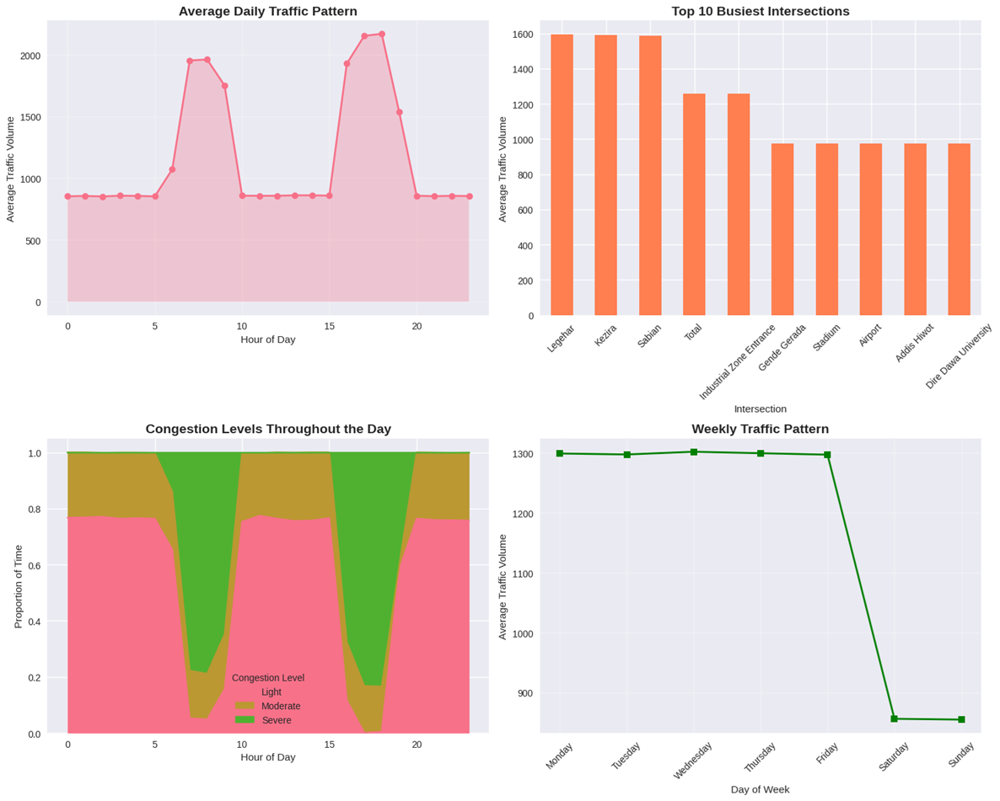 Average Daily Traffic Pattern
Average Traffic Volume
2000
1500
1000
500
0
0 5 10 15 20
Hour of Day
Top 10 Busiest Intersections
Average Traffic Volume
1600
1400
1200
1000
800
600
400
200
0
Legehar
Kezira
Sabian
Total
Industrial Zone Entrance
Gende Gerada
Stadium
Airport
Addis Hiwot
Dire Dawa University
Intersection
Congestion Levels Throughout the Day
Proportion of Time
1.0
0.8
0.6
0.4
0.2
0.0
Congestion Level
Light
Moderate
Severe
0 5 10 15 20
Hour of Day
Weekly Traffic Pattern
Average Traffic Volume
1300
1200
1100
1000
900
Monday
Tuesday
Wednesday
Thursday
Friday
Saturday
Sunday
Day of Week